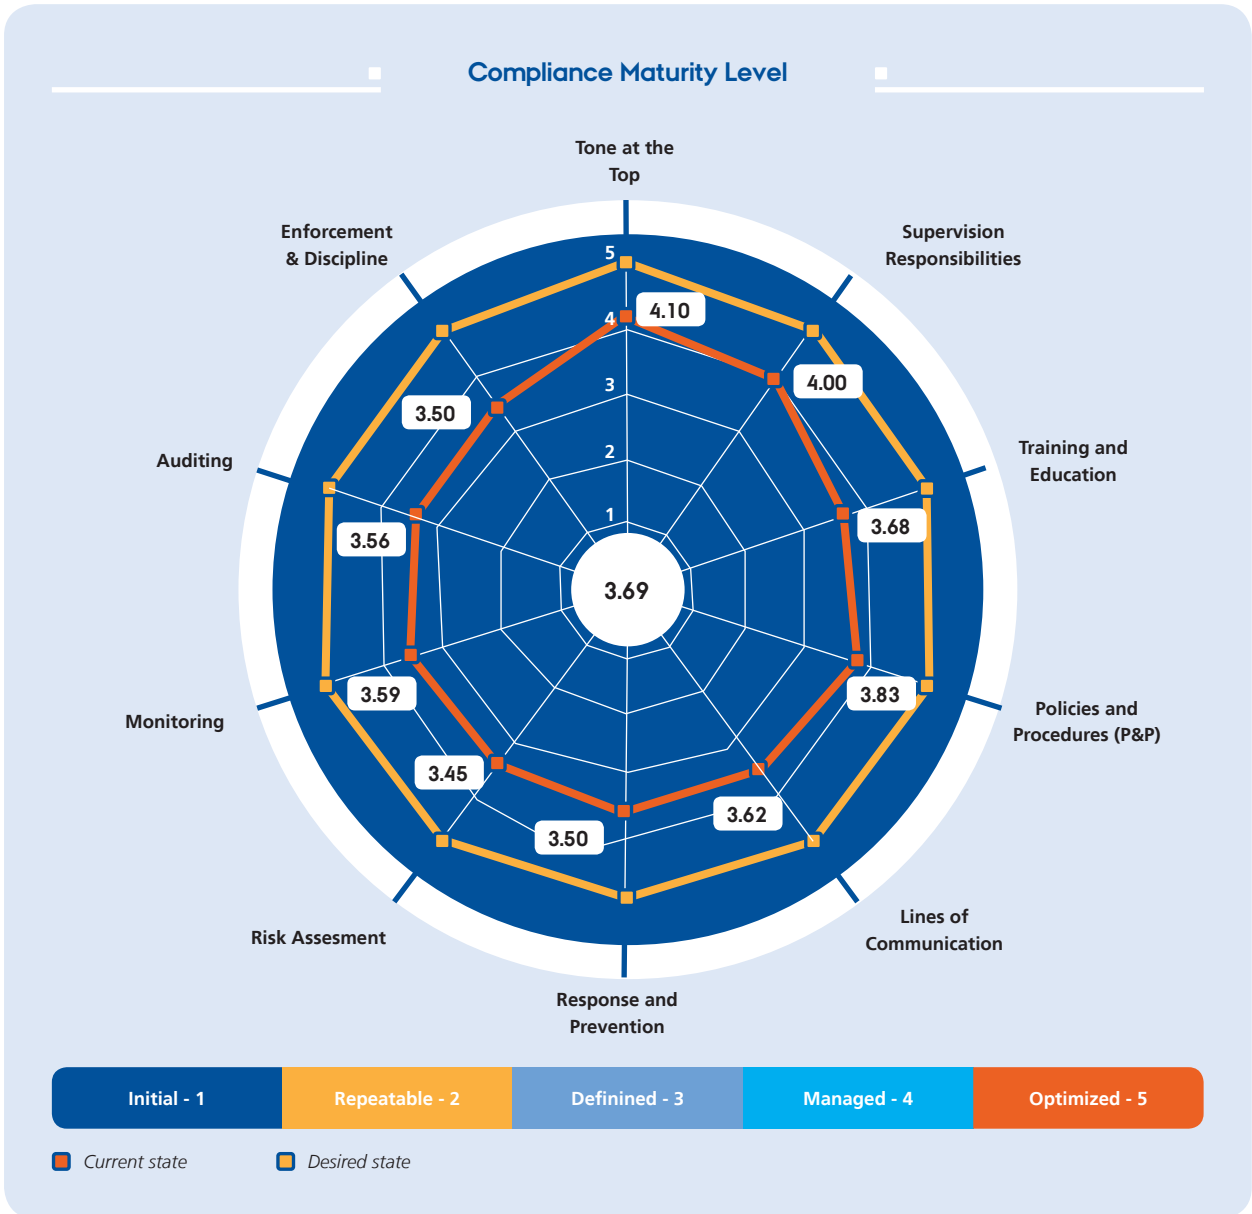 Compliance Maturity Level
Tone at the
Top
Enforcement
& Discipline
Supervision
Responsibilities
5
4.10
4
4.00
3
3.50
Training and
Education
Auditing
2
1
3.68
3.56
3.69
3.83
3.59
Policies and
Procedures (P&P)
Monitoring
3.45
3.62
3.50
Lines of
Communication
Risk Assesment
Response and
Prevention
Initial - 1
Repeatable - 2
Definined - 3
Managed - 4
Optimized - 5
Current state
Desired state